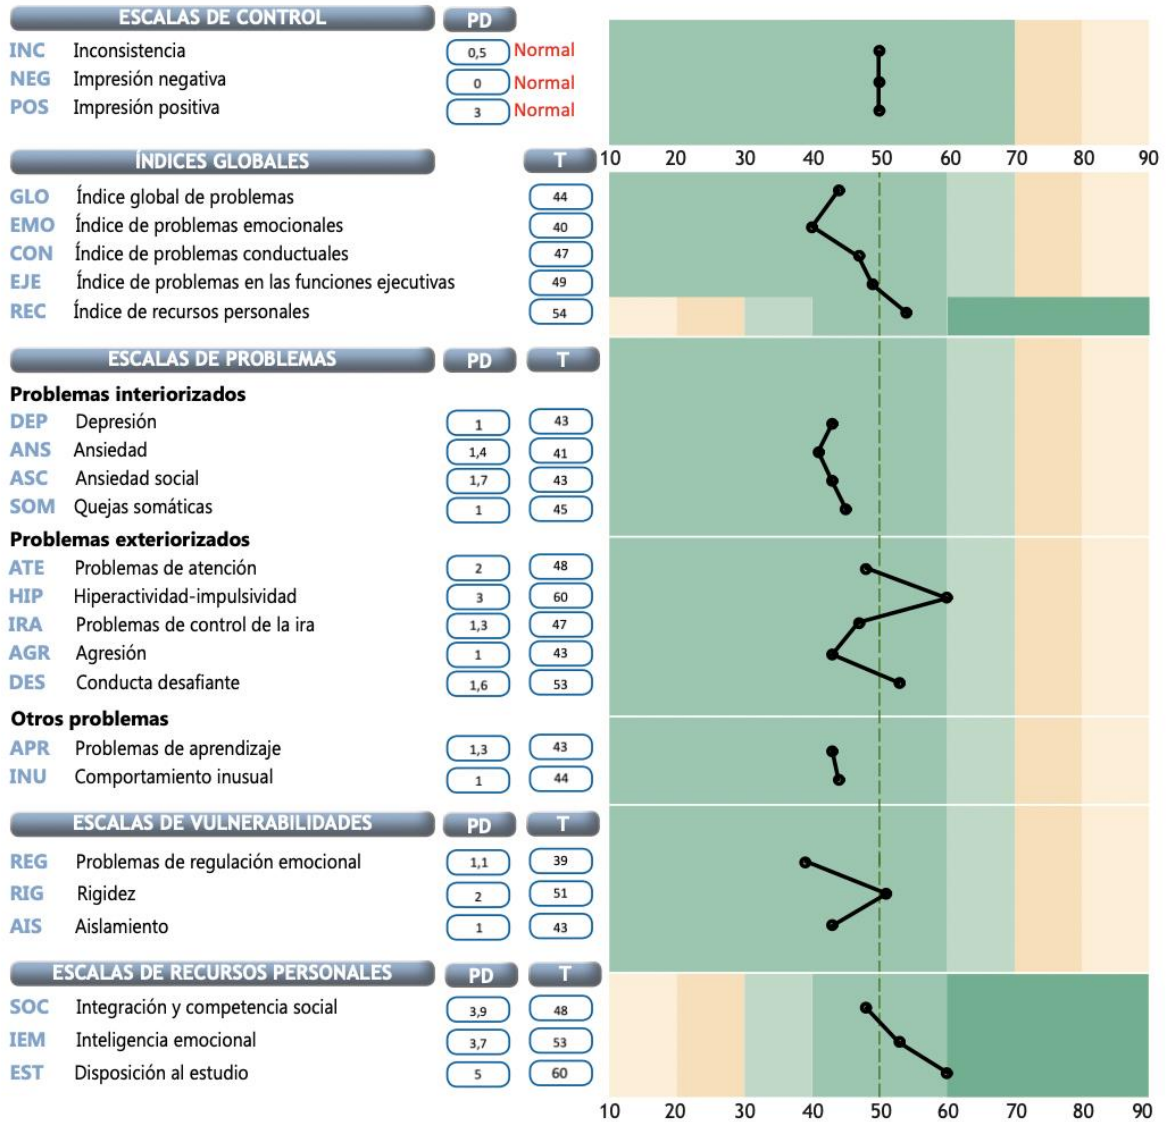 ESCALAS DE CONTROL PD
INC Inconsistencia 0,5 Normal
NEG Impresión negativa 0 Normal
POS Impresión positiva 3 Normal
ÍNDICES GLOBALES T 10 20 30 40 50 60 70 80 90
GLO Índice global de problemas 44
EMO Índice de problemas emocionales 40
CON Índice de problemas conductuales 47
EJE Índice de problemas en las funciones ejecutivas 49
REC Índice de recursos personales 54
ESCALAS DE PROBLEMAS PD T
Problemas interiorizados
DEP Depresión 1 43
ANS Ansiedad 1,4 41
ASC Ansiedad social 1,7 43
SOM Quejas somáticas 1 45
Problemas exteriorizados
ATE Problemas de atención 2 48
HIP Hiperactividad-impulsividad 3 60
IRA Problemas de control de la ira 1,3 47
AGR Agresión 1 43
DES Conducta desafiante 1,6 53
Otros problemas
APR Problemas de aprendizaje 1,3 43
INU Comportamiento inusual 1 44
ESCALAS DE VULNERABILIDADES PD T
REG Problemas de regulación emocional 1,1 39
RIG Rigidez 2 51
AIS Aislamiento 1 43
ESCALAS DE RECURSOS PERSONALES PD T
SOC Integración y competencia social 3,9 48
IEM Inteligencia emocional 3,7 53
EST Disposición al estudio 5 60
10 20 30 40 50 60 70 80 90